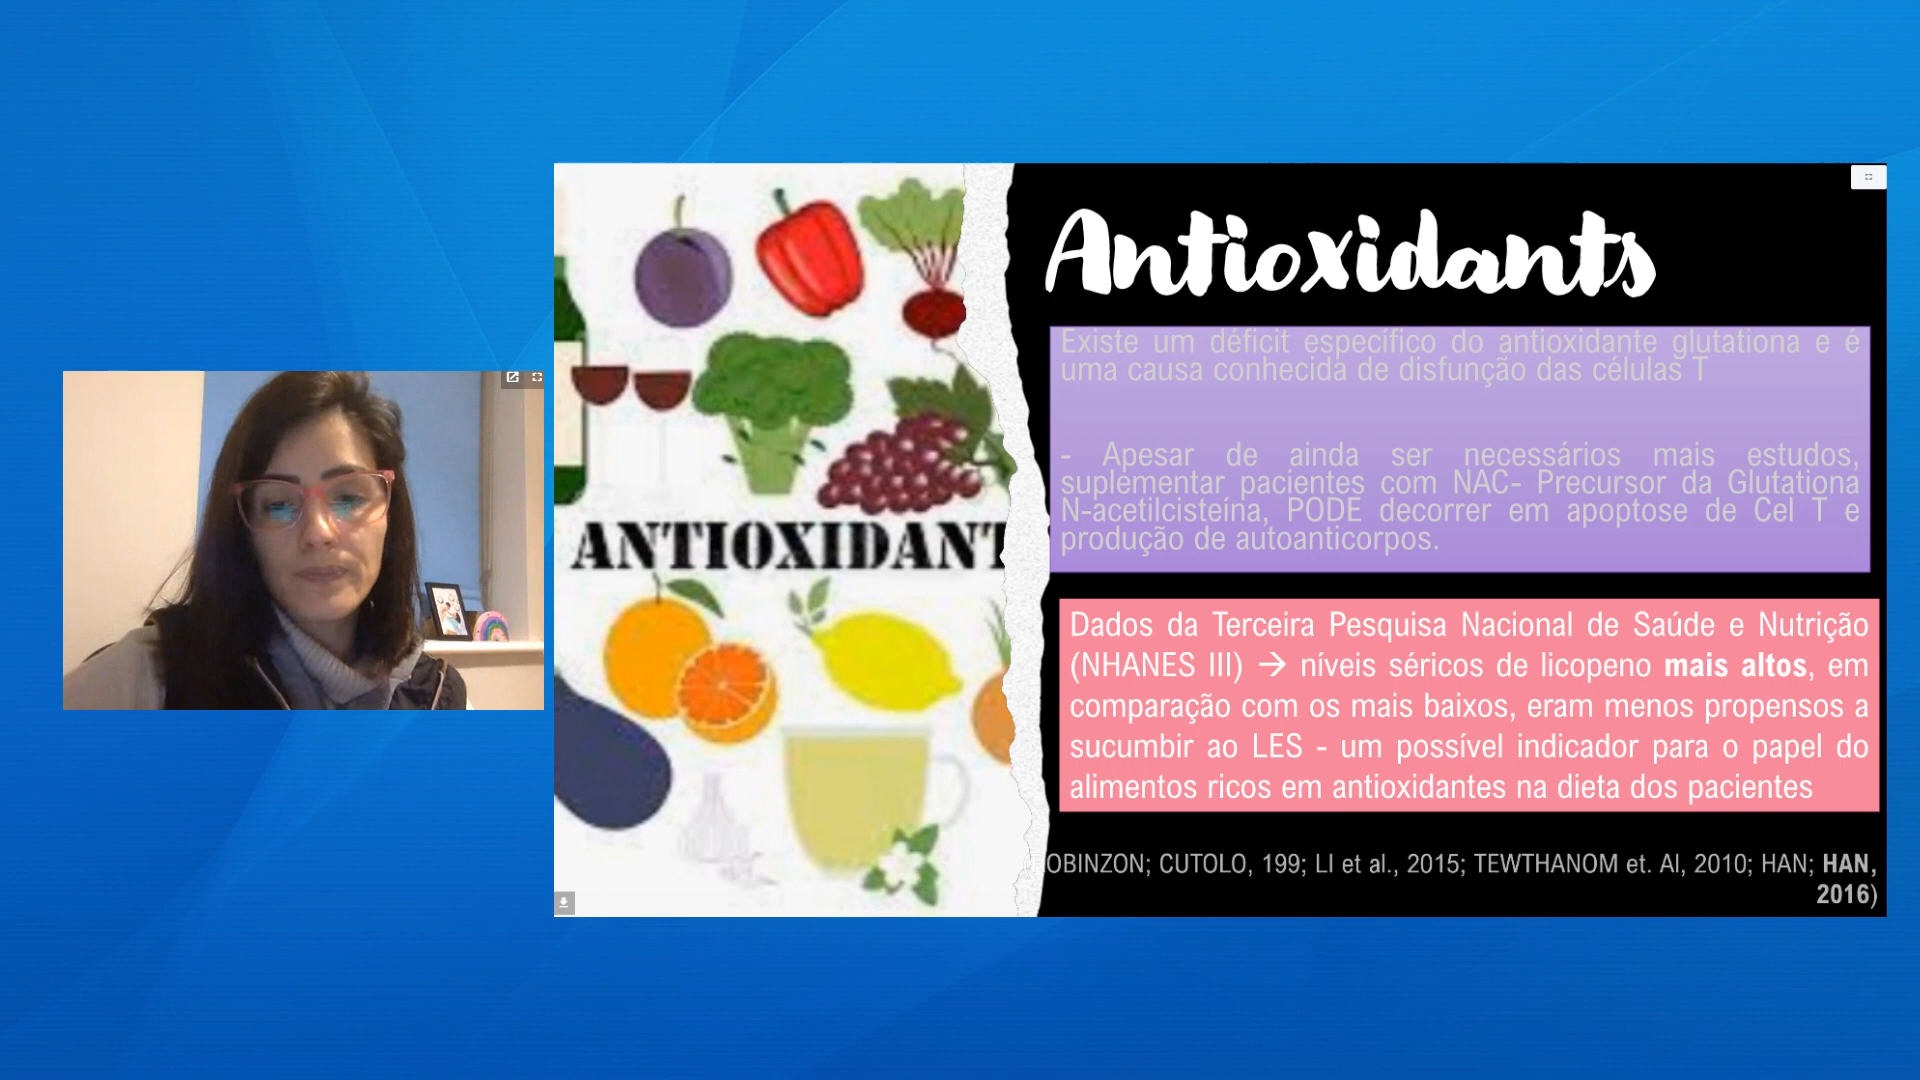 ANTIOXIDANT
Antioxidants
Existe um déficit específico do antioxidante glutationa e é
uma causa conhecida de disfunção das células T
- Apesar de ainda ser necessários mais estudos,
suplementar pacientes com NAC- Precursor da Glutationa
N-acetilcisteína, PODE decorrer em apoptose de Cel T e
produção de autoanticorpos.
Dados da Terceira Pesquisa Nacional de Saúde e Nutrição
(NHANES III) → níveis séricos de licopeno mais altos, em
comparação com os mais baixos, eram menos propensos a
sucumbir ao LES - um possível indicador para o papel do
alimentos ricos em antioxidantes na dieta dos pacientes
OBINZON; CUTOLO, 199; LI et al., 2015; TEWTHANOM et. Al, 2010; HAN; HAN,
2016)